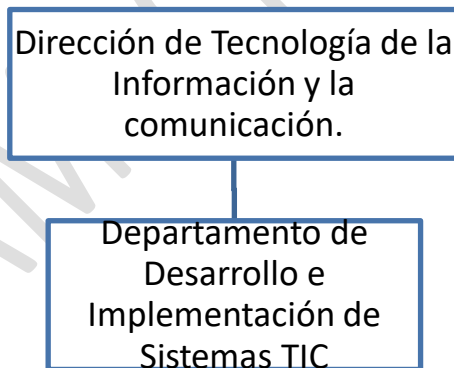 Dirección de Tecnología de la
Información y la
comunicación.
Departamento de
Desarrollo e
Implementación de
Sistemas TIC